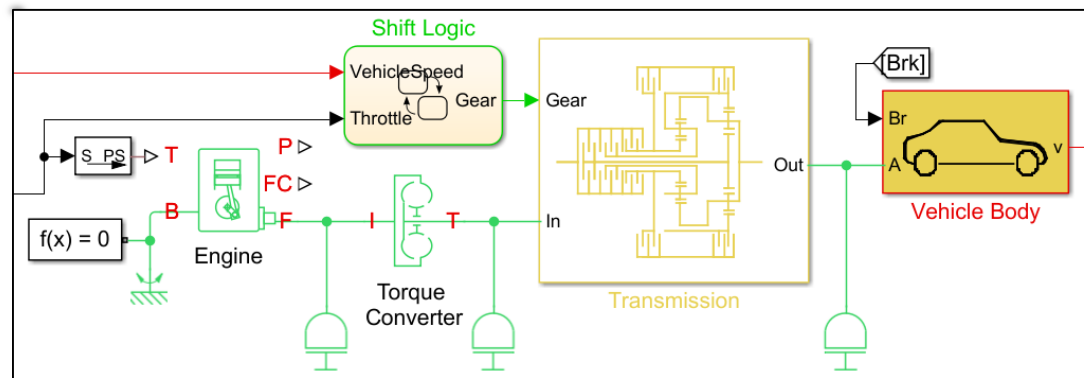 Shift Logic
VehicleSpeed
Gear
Throttle
Gear
[Brk]
Br
v
A
S PS
T
P
FC
B
F
I
T
In
Out
f(x) = 0
Engine
Torque
Converter
Transmission
Vehicle Body